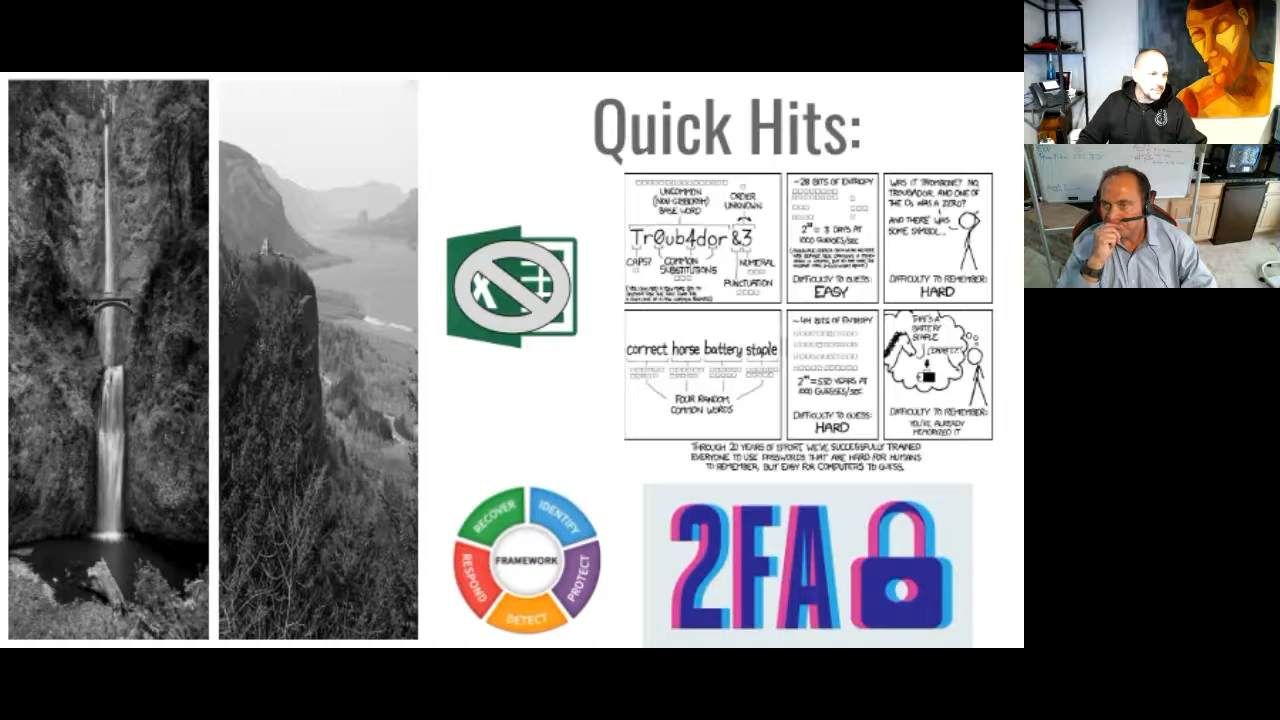 Quick Hits:
UNCOMMON
(NON-GIBBERISH)
BASE WORD
ORDER
UNKNOWN
Tr0ub4dor &3
CAPS?
COMMON
SUBSTITUTIONS
NUMERAL
PUNCTUATION
~28 BITS OF ENTROPY
2²⁸ = 3 DAYS AT
1000 GUESSES/SEC
DIFFICULTY TO GUESS:
EASY
WAS IT TROMBONE? NO,
TROUBADOR. AND ONE OF
THE Os WAS A ZERO?
AND THERE WAS
SOME SYMBOL...
DIFFICULTY TO REMEMBER:
HARD
correct horse battery staple
FOUR RANDOM
COMMON WORDS
~44 BITS OF ENTROPY
2⁴⁴ = 550 YEARS AT
1000 GUESSES/SEC
DIFFICULTY TO GUESS:
HARD
THAT'S A
BATTERY
STAPLE.
CORRECT!
DIFFICULTY TO REMEMBER:
YOU'VE ALREADY
MEMORIZED IT
THROUGH 20 YEARS OF EFFORT, WE'VE SUCCESSFULLY TRAINED
EVERYONE TO USE PASSWORDS THAT ARE HARD FOR HUMANS
TO REMEMBER, BUT EASY FOR COMPUTERS TO GUESS.
RECOVER
IDENTIFY
FRAMEWORK
RESPOND
PROTECT
DETECT
2FA